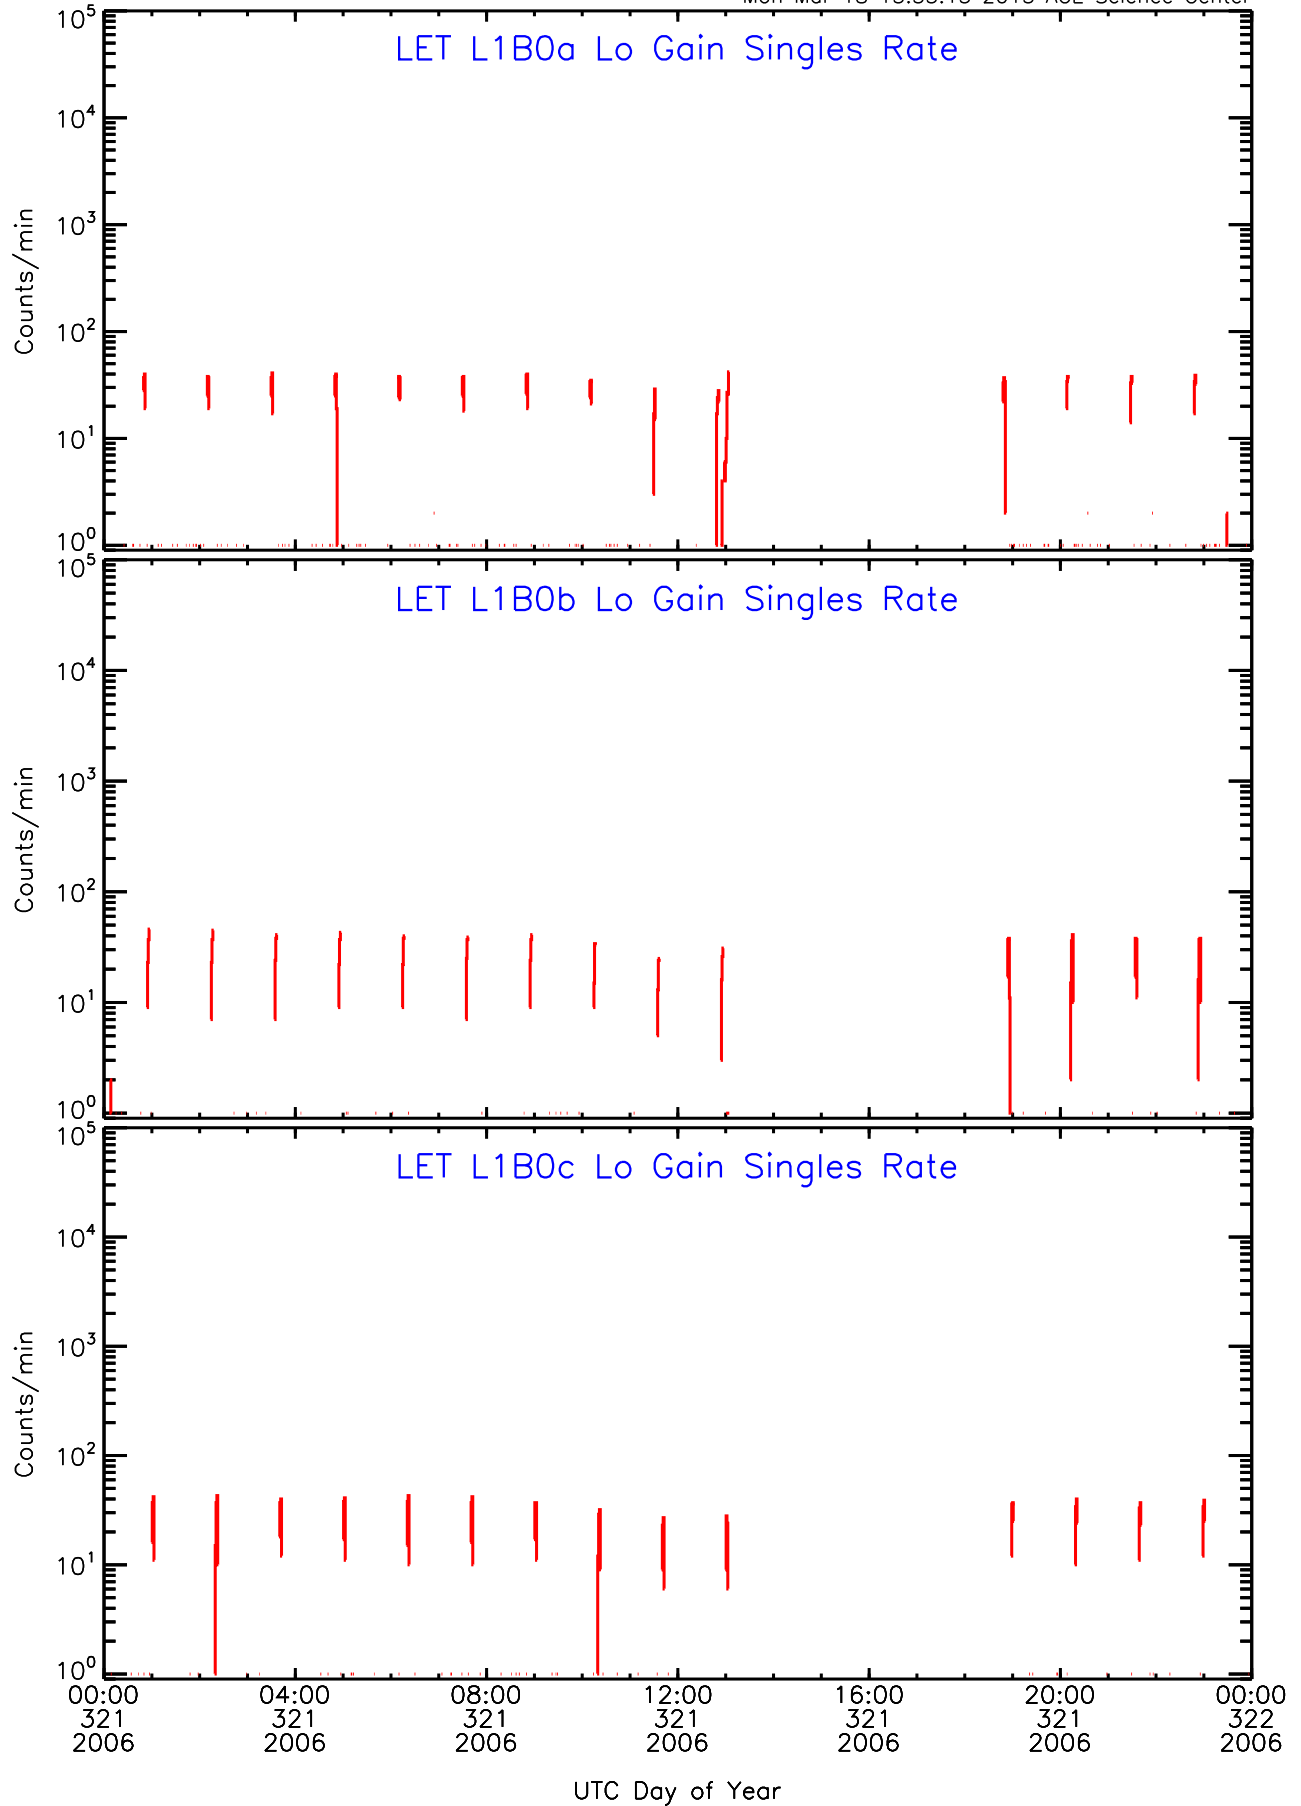 LET L1B0a Lo Gain Singles Rate
10^5
10^4
10^3
10^2
10^1
10^0
Counts/min
LET L1B0b Lo Gain Singles Rate
10^5
10^4
10^3
10^2
10^1
10^0
Counts/min
LET L1B0c Lo Gain Singles Rate
10^5
10^4
10^3
10^2
10^1
10^0
Counts/min
00:00 04:00 08:00 12:00 16:00 20:00 00:00
321 321 321 321 321 321 322
2006 2006 2006 2006 2006 2006 2006
UTC Day of Year